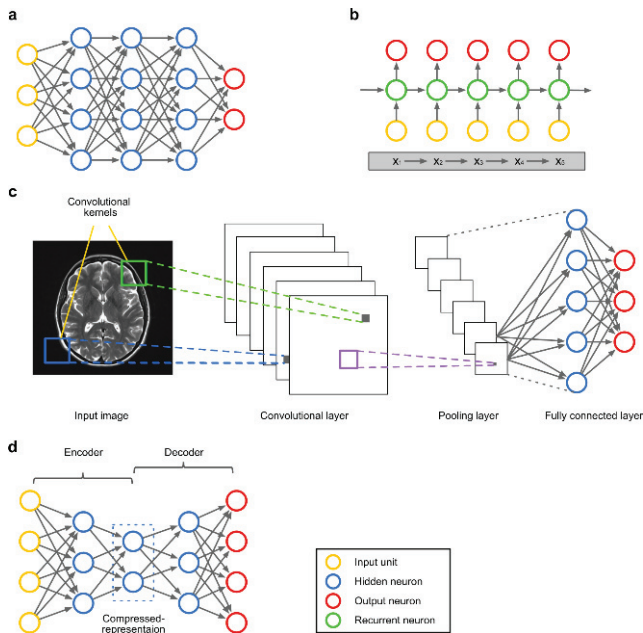 a
b
X₁ X₂ X₃ X₄ X₅
c
Convolutional
kernels
Input image
Convolutional layer
Pooling layer
Fully connected layer
d
Encoder
Decoder
Compressed-
representaion
Input unit
Hidden neuron
Output neuron
Recurrent neuron